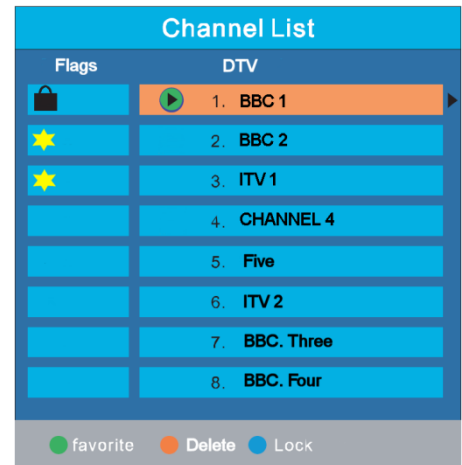 Channel List
Flags DTV
1. BBC 1
2. BBC 2
3. ITV 1
4. CHANNEL 4
5. Five
6. ITV 2
7. BBC. Three
8. BBC. Four
favorite Delete Lock